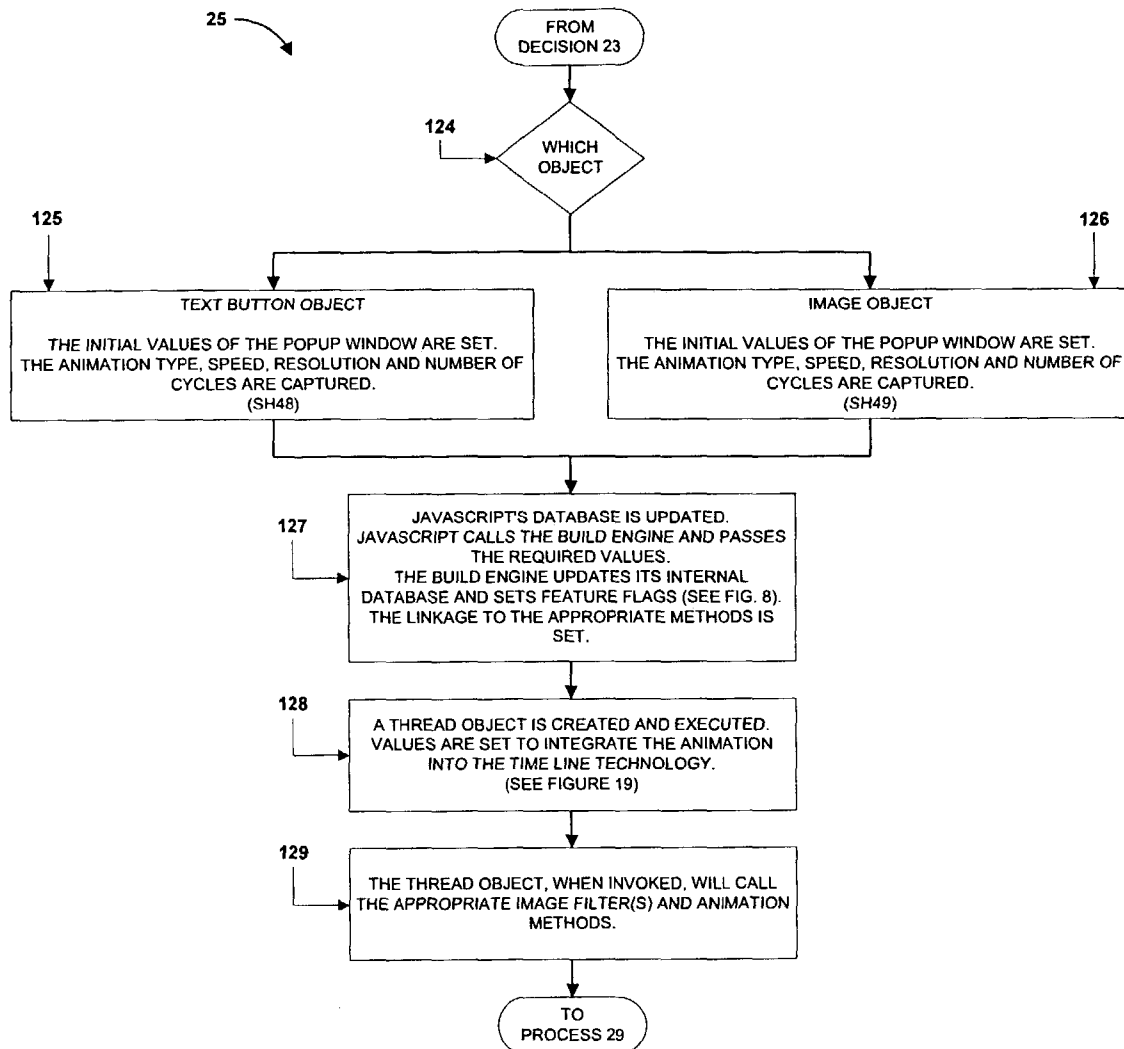 25
FROM
DECISION 23
124
WHICH
OBJECT
125
126
TEXT BUTTON OBJECT
THE INITIAL VALUES OF THE POPUP WINDOW ARE SET.
THE ANIMATION TYPE, SPEED, RESOLUTION AND NUMBER OF
CYCLES ARE CAPTURED.
(SH48)
IMAGE OBJECT
THE INITIAL VALUES OF THE POPUP WINDOW ARE SET.
THE ANIMATION TYPE, SPEED, RESOLUTION AND NUMBER OF
CYCLES ARE CAPTURED.
(SH49)
127
JAVASCRIPT'S DATABASE IS UPDATED.
JAVASCRIPT CALLS THE BUILD ENGINE AND PASSES
THE REQUIRED VALUES.
THE BUILD ENGINE UPDATES ITS INTERNAL
DATABASE AND SETS FEATURE FLAGS (SEE FIG. 8).
THE LINKAGE TO THE APPROPRIATE METHODS IS
SET.
128
A THREAD OBJECT IS CREATED AND EXECUTED.
VALUES ARE SET TO INTEGRATE THE ANIMATION
INTO THE TIME LINE TECHNOLOGY.
(SEE FIGURE 19)
129
THE THREAD OBJECT, WHEN INVOKED, WILL CALL
THE APPROPRIATE IMAGE FILTER(S) AND ANIMATION
METHODS.
TO
PROCESS 29